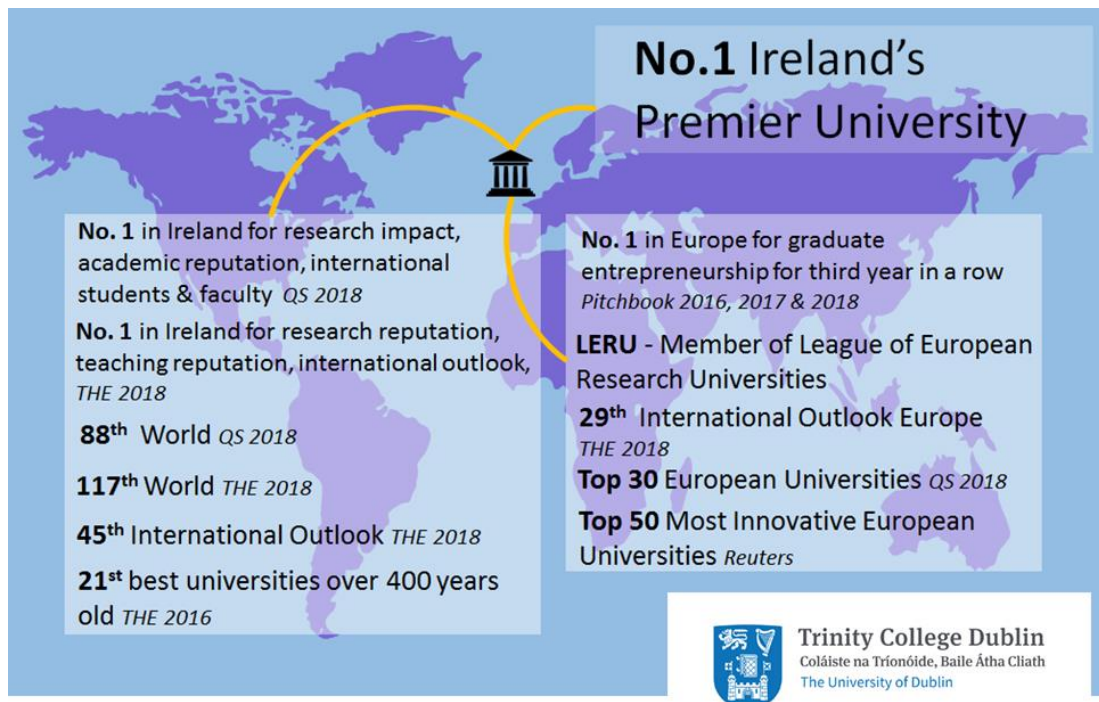 No.1 Ireland's
Premier University
No. 1 in Ireland for research impact,
academic reputation, international
students & faculty QS 2018
No. 1 in Ireland for research reputation,
teaching reputation, international outlook,
THE 2018
88th World QS 2018
117th World THE 2018
45th International Outlook THE 2018
21st best universities over 400 years
old THE 2016
No. 1 in Europe for graduate
entrepreneurship for third year in a row
Pitchbook 2016, 2017 & 2018
LERU - Member of League of European
Research Universities
29th International Outlook Europe
THE 2018
Top 30 European Universities QS 2018
Top 50 Most Innovative European
Universities Reuters
Trinity College Dublin
Coláiste na Tríonóide, Baile Átha Cliath
The University of Dublin